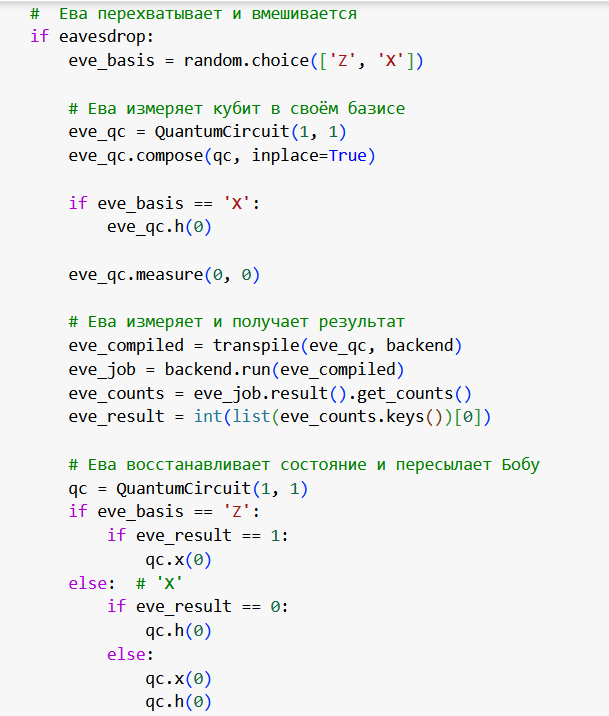 #  Ева перехватывает и вмешивается
if eavesdrop:
    eve_basis = random.choice(['Z', 'X'])

    # Ева измеряет кубит в своём базисе
    eve_qc = QuantumCircuit(1, 1)
    eve_qc.compose(qc, inplace=True)

    if eve_basis == 'X':
        eve_qc.h(0)

    eve_qc.measure(0, 0)

    # Ева измеряет и получает результат
    eve_compiled = transpile(eve_qc, backend)
    eve_job = backend.run(eve_compiled)
    eve_counts = eve_job.result().get_counts()
    eve_result = int(list(eve_counts.keys())[0])

    # Ева восстанавливает состояние и пересылает Бобу
    qc = QuantumCircuit(1, 1)
    if eve_basis == 'Z':
        if eve_result == 1:
            qc.x(0)
    else:  # 'X'
        if eve_result == 0:
            qc.h(0)
        else:
            qc.x(0)
            qc.h(0)